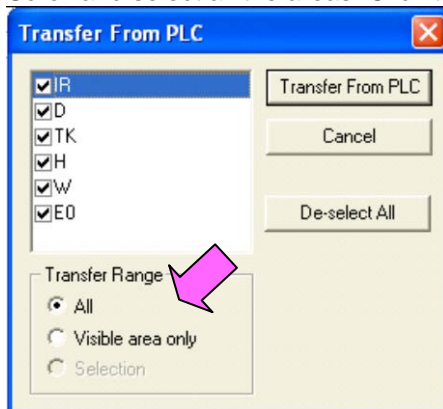 Transfer From PLC
IR
D
TK
H
W
E0
Transfer From PLC
Cancel
De-select All
Transfer Range
All
Visible area only
Selection